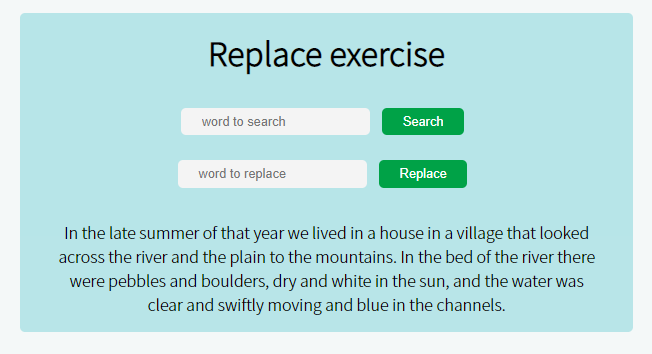 Replace exercise
word to search Search
word to replace Replace
In the late summer of that year we lived in a house in a village that looked
across the river and the plain to the mountains. In the bed of the river there
were pebbles and boulders, dry and white in the sun, and the water was
clear and swiftly moving and blue in the channels.